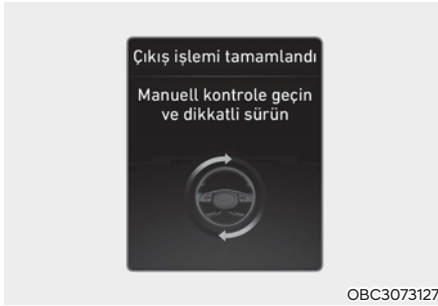 Çıkış işlemi tamamlandı
Manuell kontrole geçin
ve dikkatli sürün
OBC3073127